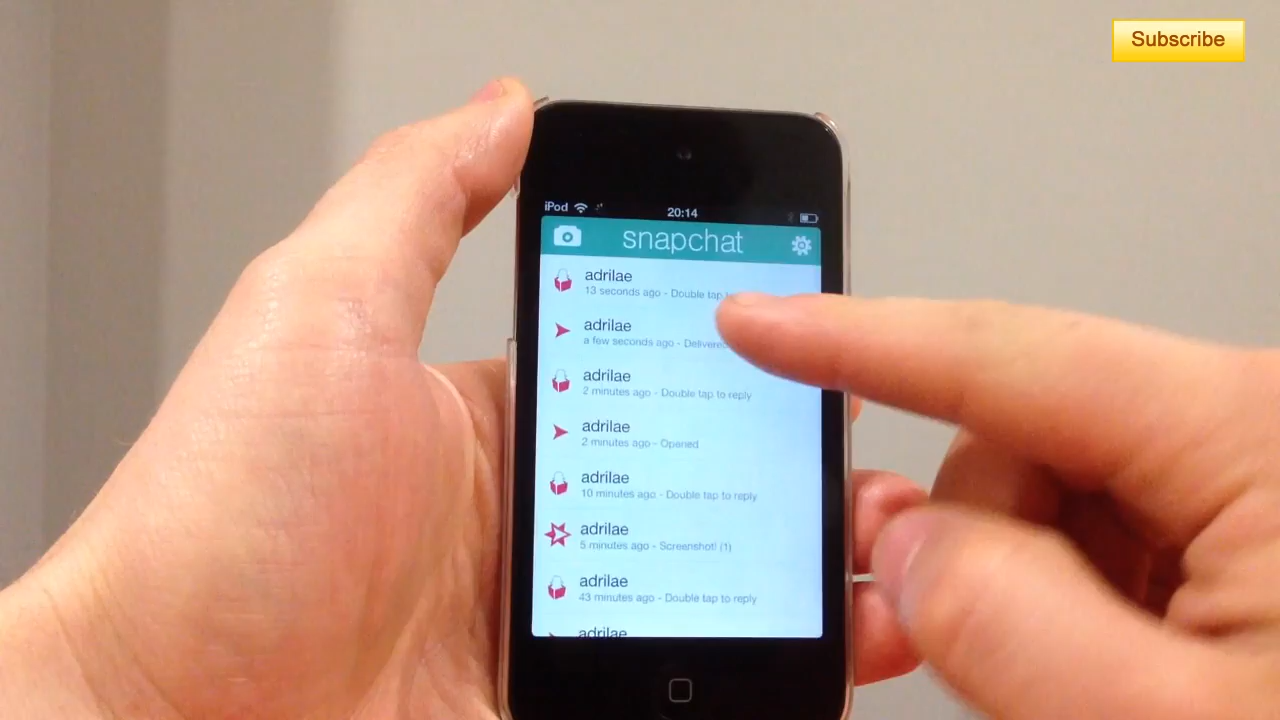 Subscribe
iPod
20:14
snapchat
adrilae
13 seconds ago - Double tap
adrilae
a few seconds ago - Delivered
adrilae
2 minutes ago - Double tap to reply
adrilae
2 minutes ago - Opened
adrilae
10 minutes ago - Double tap to reply
adrilae
5 minutes ago - Screenshot! (1)
adrilae
43 minutes ago - Double tap to reply
adrilae